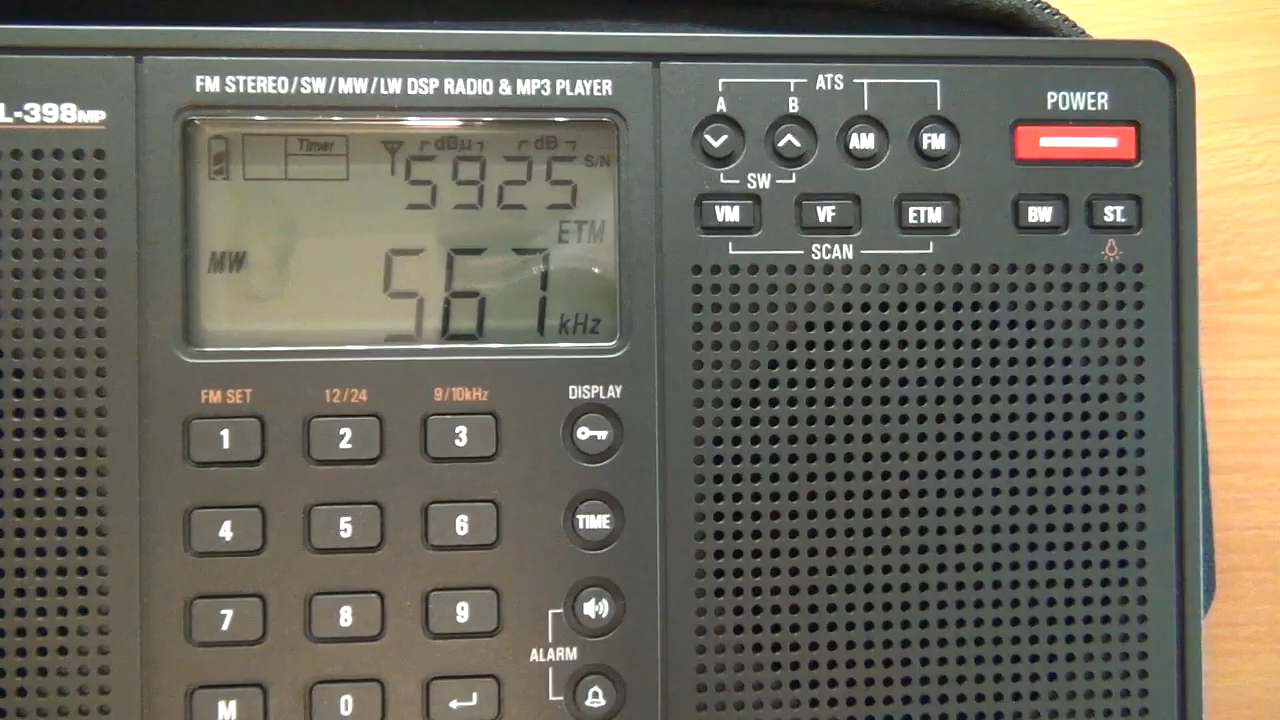 FM STEREO/SW/MW/LW DSP RADIO & MP3 PLAYER
L-398MP
Timer
dBµ dB
5925 S/N
ETM
MW 567 kHz
ATS
A B
AM FM
SW
POWER
VM VF ETM BW ST.
SCAN
FM SET 12/24 9/10kHz DISPLAY
1 2 3
4 5 6 TIME
7 8 9
ALARM
M 0